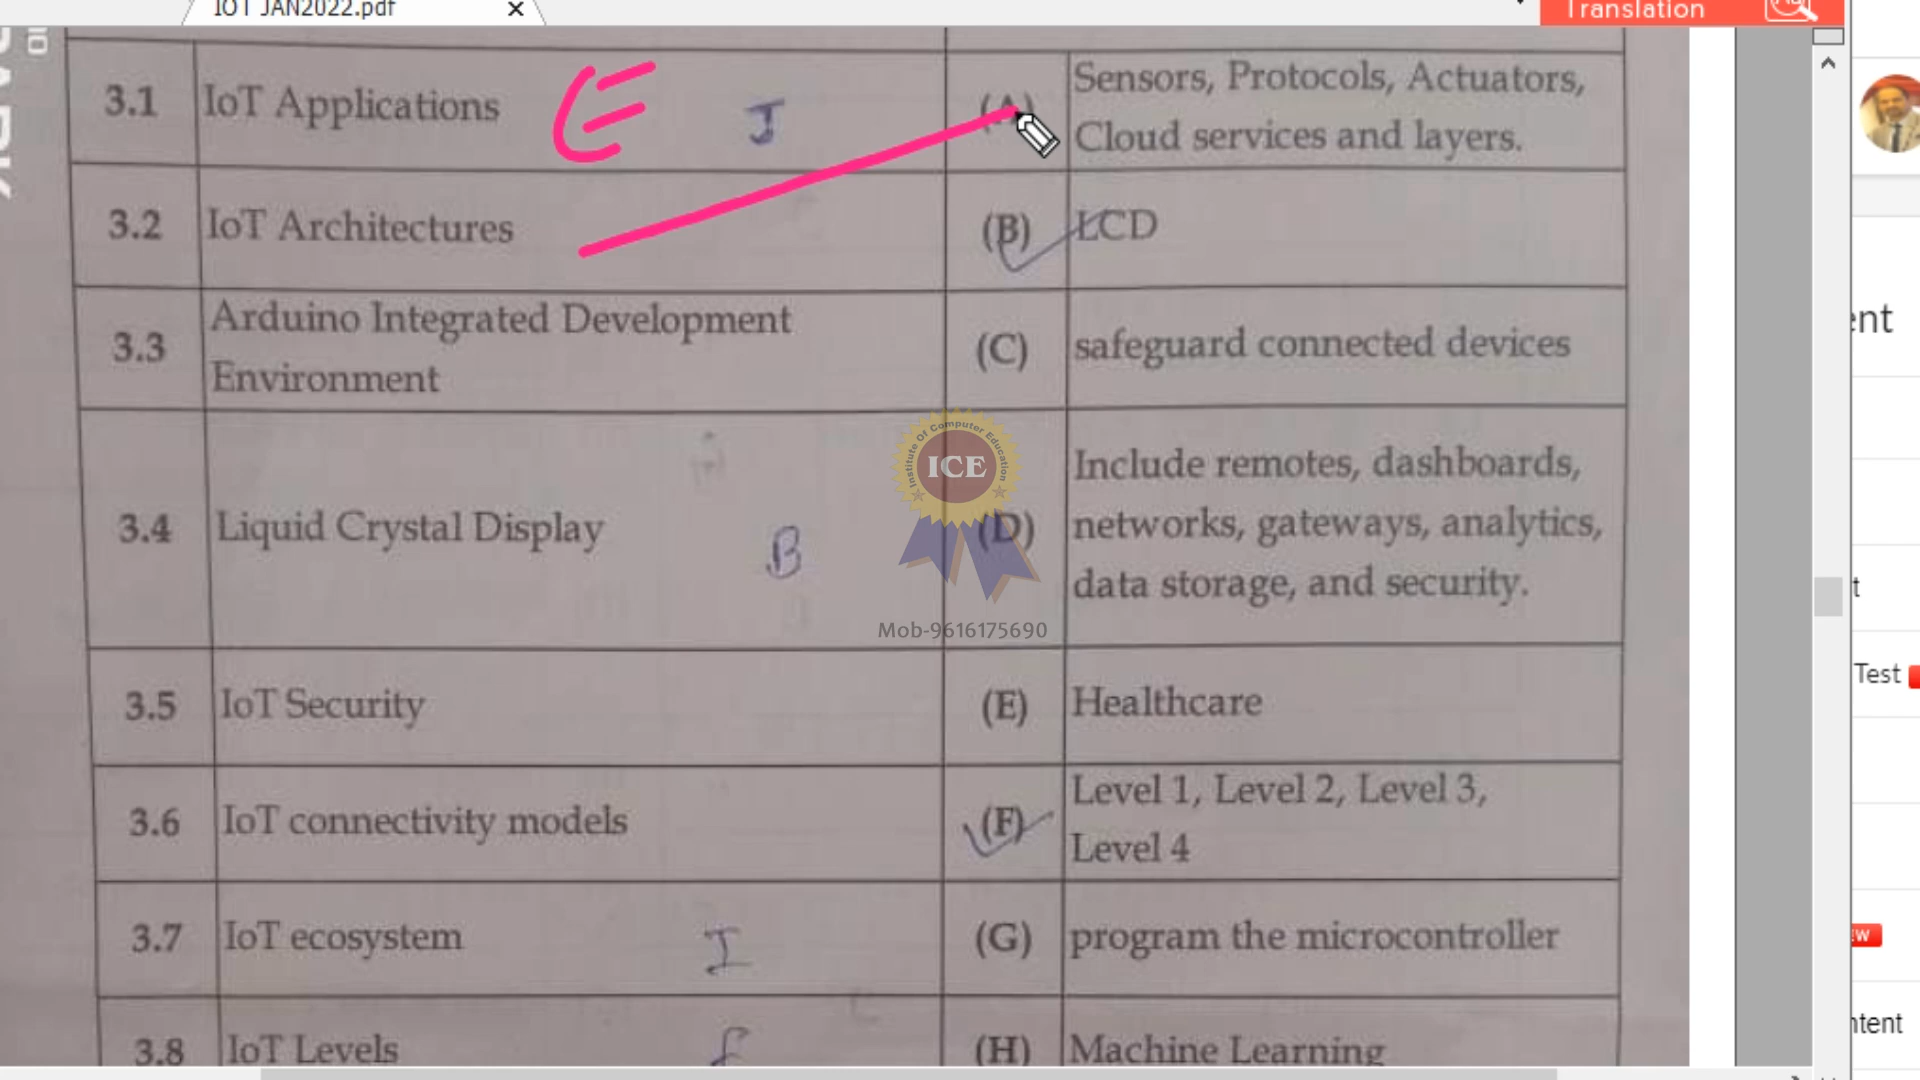 IOT JAN2022.pdf
Translation
3.1 IoT Applications E J (A) Sensors, Protocols, Actuators,
Cloud services and layers.
3.2 IoT Architectures (B) LCD
3.3 Arduino Integrated Development
Environment (C) safeguard connected devices
3.4 Liquid Crystal Display B (D) Include remotes, dashboards,
networks, gateways, analytics,
data storage, and security.
Institute Of Computer Education
ICE
Mob-9616175690
3.5 IoT Security (E) Healthcare
3.6 IoT connectivity models (F) Level 1, Level 2, Level 3,
Level 4
3.7 IoT ecosystem I (G) program the microcontroller
3.8 IoT Levels f (H) Machine Learning
ent
t
Test
EW
ntent